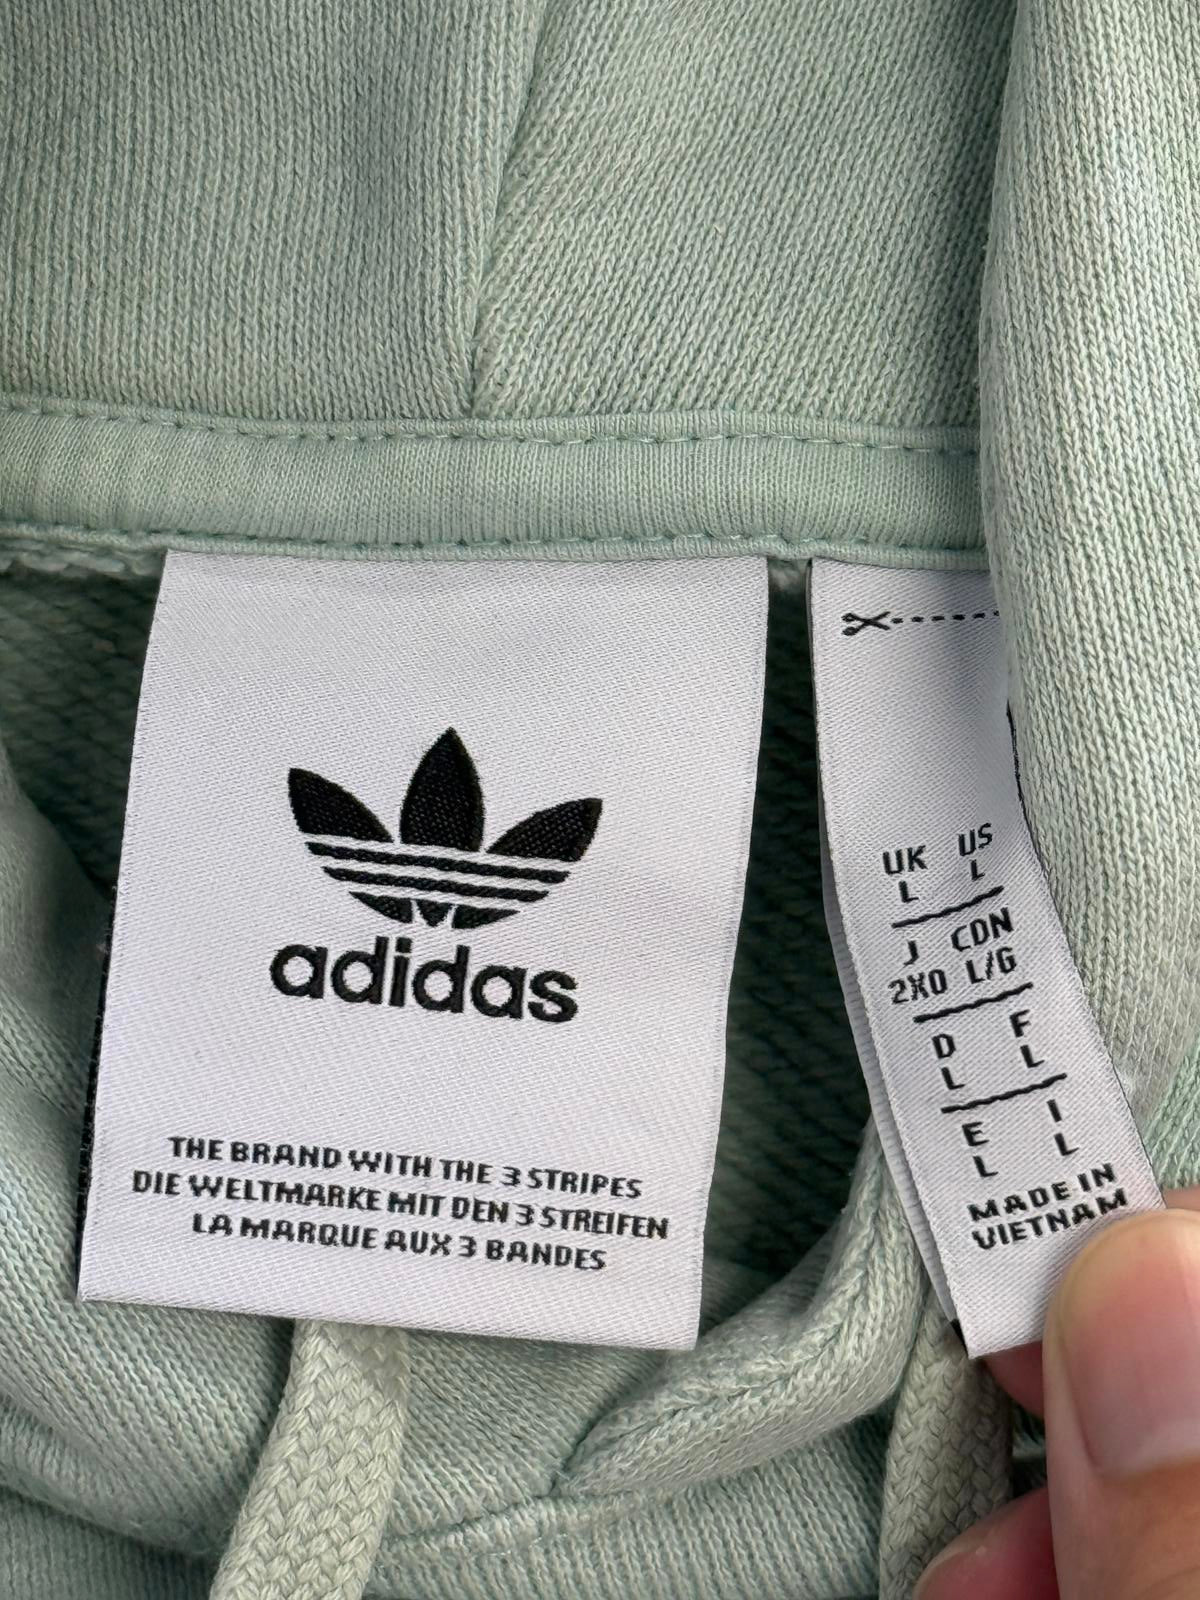 adidas
THE BRAND WITH THE 3 STRIPES
DIE WELTMARKE MIT DEN 3 STREIFEN
LA MARQUE AUX 3 BANDES
UK US
L L
J CDN
2XO L/G
D F
L L
E I
L L
MADE IN
VIETNAM